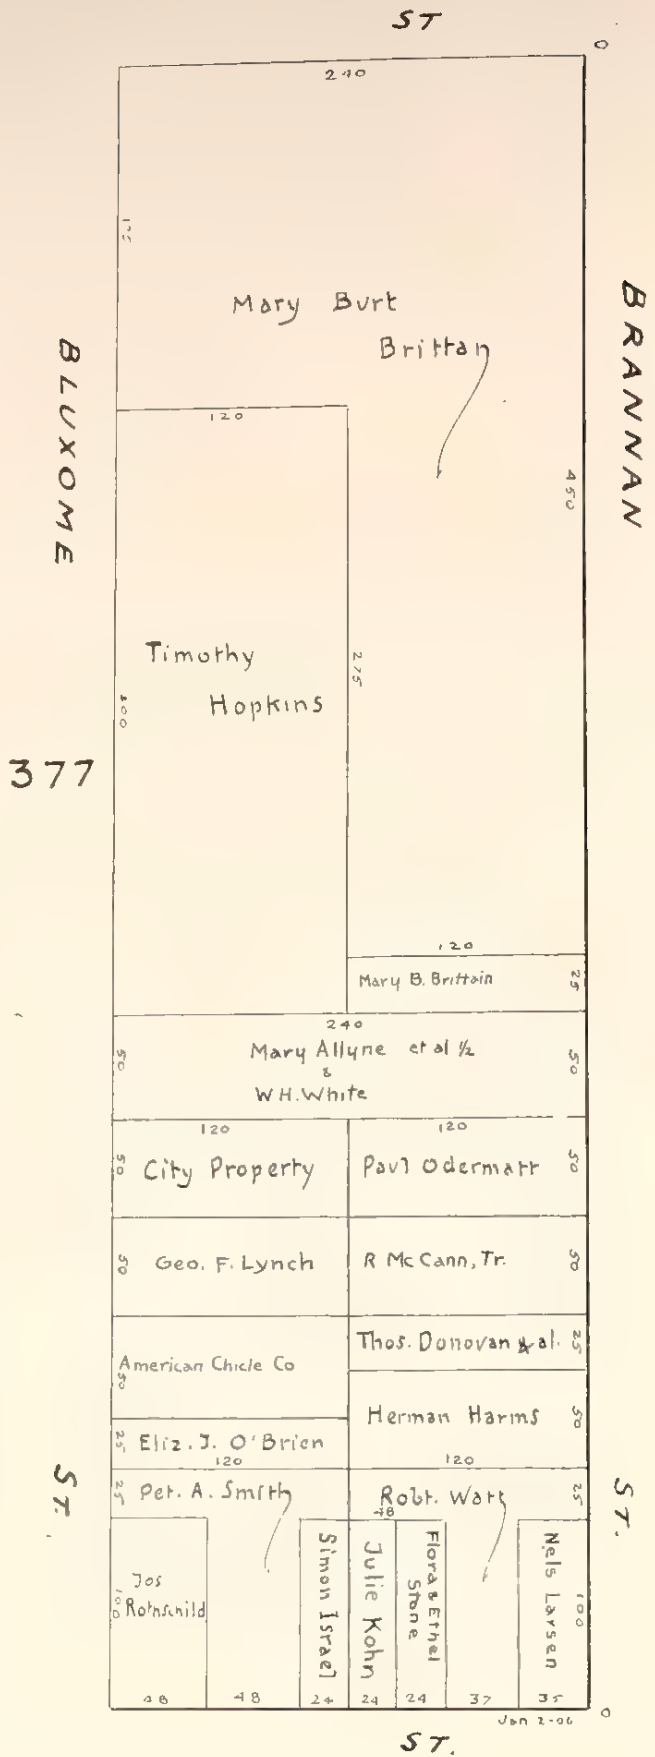 ST
O
240
175
Mary Burt
Brittan
BLUXOME
BRANNAN
120
450
Timothy
Hopkins
275
300
377
120
Mary B. Brittain
25
240
50
Mary Allyne et al ½
&
W H. White
50
120
120
50
City Property
Paul Odermatt
50
50
Geo. F. Lynch
R McCann, Tr.
50
American Chicle Co
50
Thos. Donovan & al.
25
Herman Harms
50
25
Eliz. J. O'Brien
120
120
25
Pet. A. Smith
Robt. Watt
25
ST.
ST.
48
Jos
Rothschild
100
Simon Israel
Julie Kohn
Flora & Ethel
Stone
Nels Larsen
100
48
48
24
24
24
37
35
O
Jan 2-06
ST.